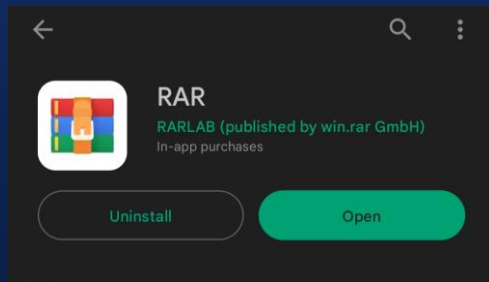 RAR
RARLAB (published by win.rar GmbH)
In-app purchases
Uninstall
Open